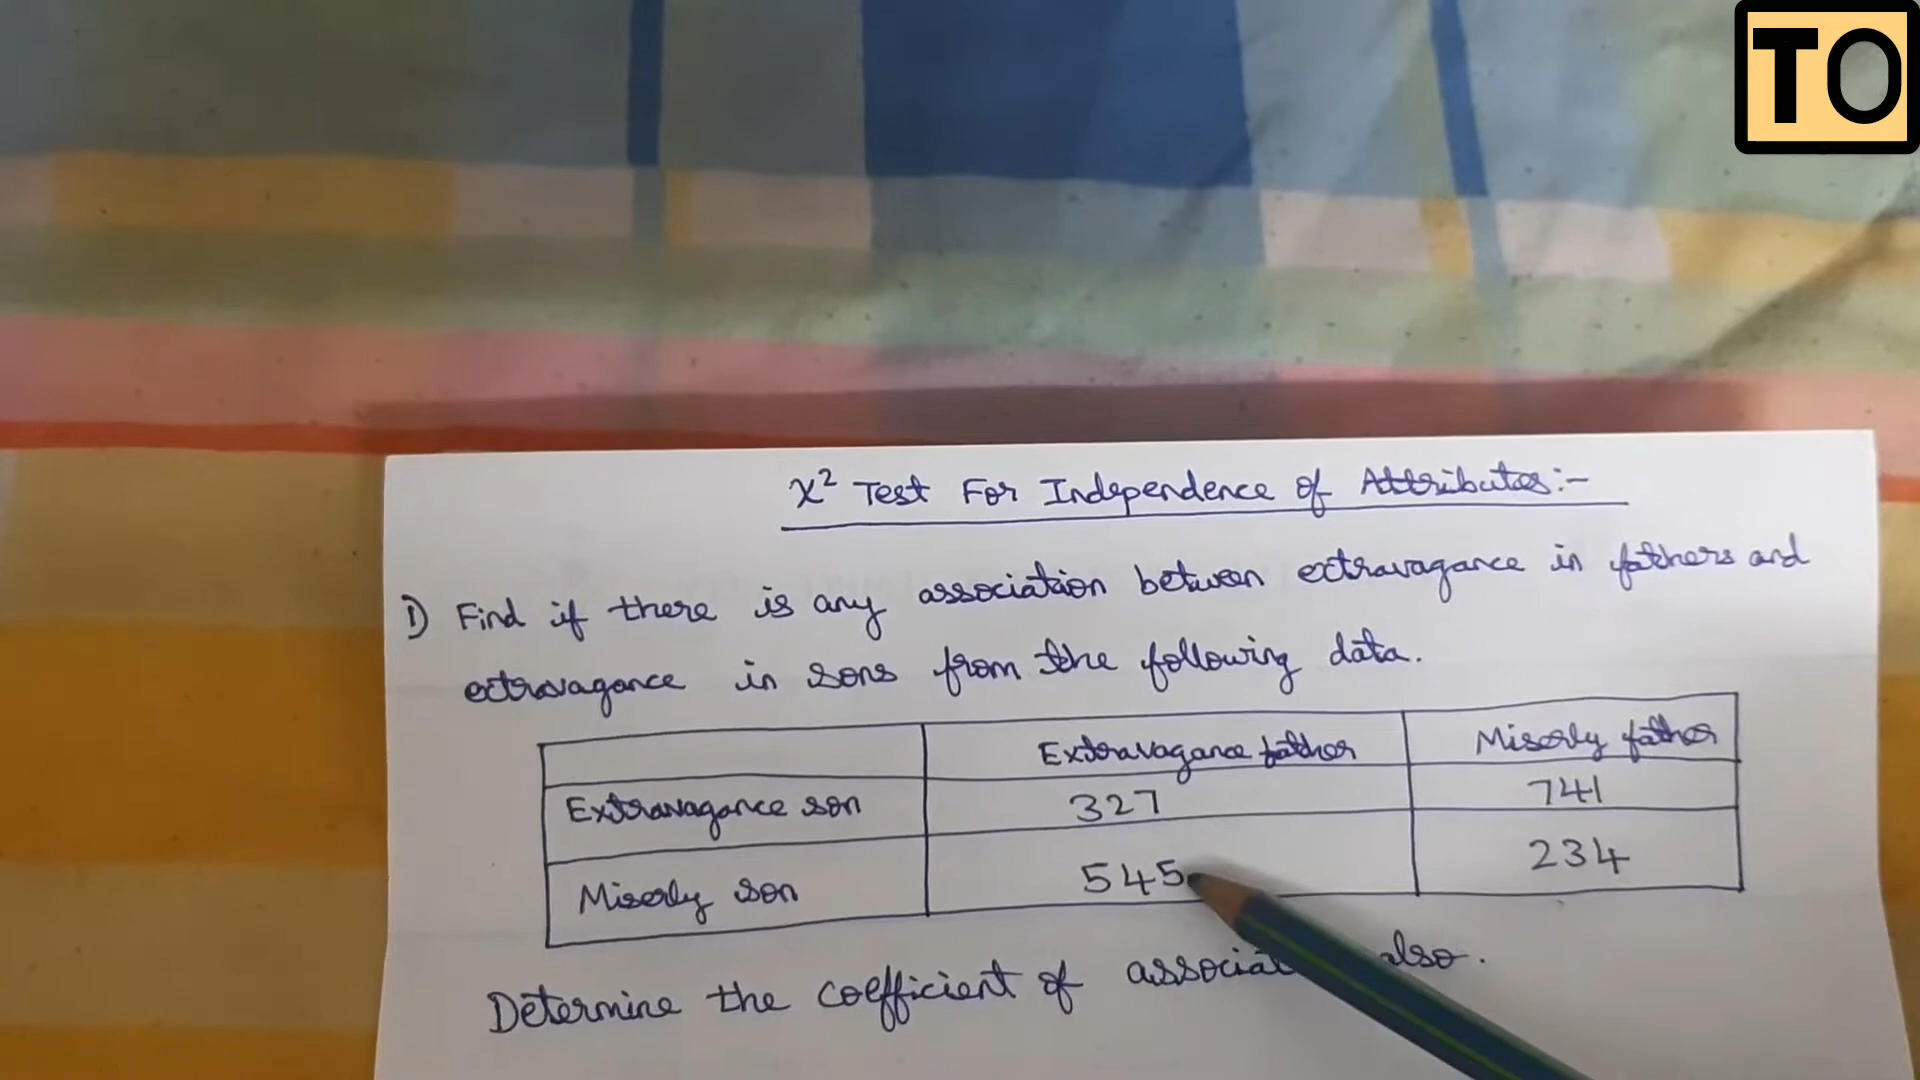 TO
χ² Test For Independence of Attributes:-
1) Find if there is any association between extravagance in fathers and
extravagance in sons from the following data.
Extravagance father Miserly father
Extravagance son 327 741
Miserly son 545 234
Determine the coefficient of also.